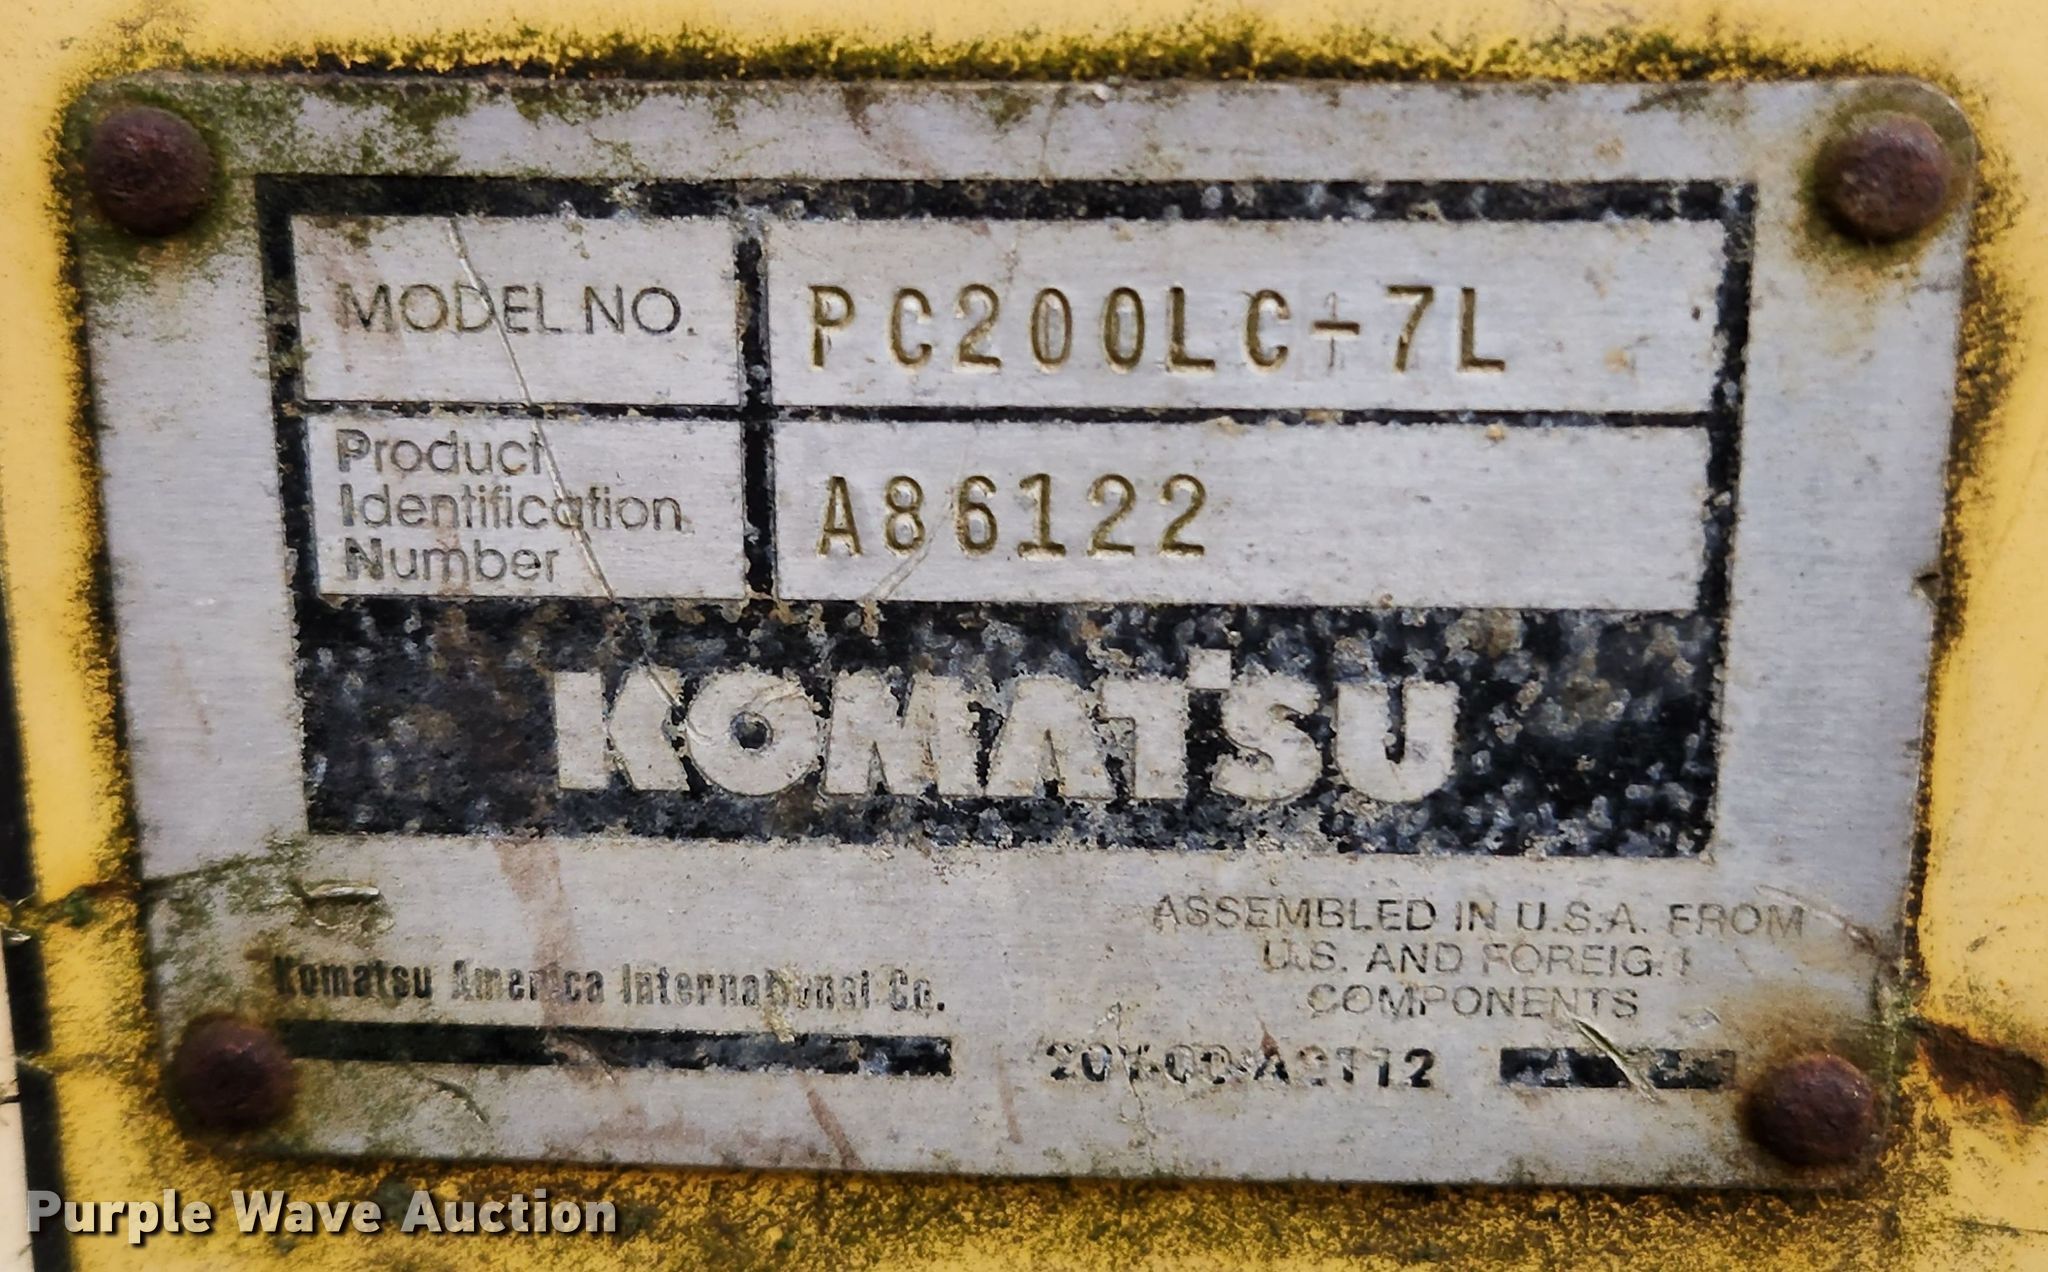 MODEL NO. PC200LC-7L
Product
Identification
Number
A86122
KOMATSU
ASSEMBLED IN U.S.A. FROM
U.S. AND FOREIGN
COMPONENTS
Komatsu America International Co.
Purple Wave Auction